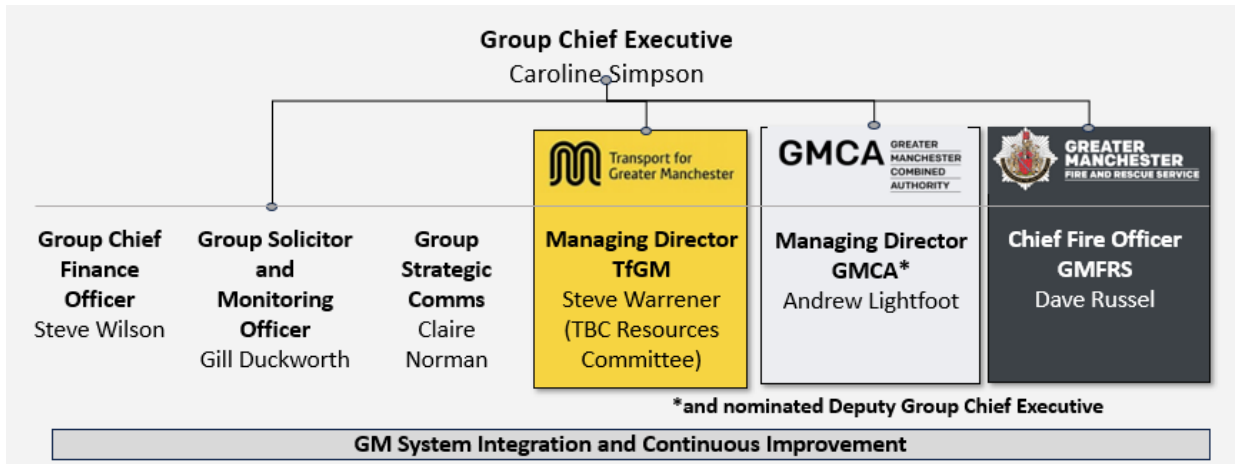 Group Chief Executive
Caroline Simpson
Transport for
Greater Manchester
GMCA
GREATER
MANCHESTER
COMBINED
AUTHORITY
GREATER
MANCHESTER
FIRE AND RESCUE SERVICE
Group Chief
Finance
Officer
Steve Wilson
Group Solicitor
and
Monitoring
Officer
Gill Duckworth
Group
Strategic
Comms
Claire
Norman
Managing Director
TfGM
Steve Warrener
(TBC Resources
Committee)
Managing Director
GMCA*
Andrew Lightfoot
Chief Fire Officer
GMFRS
Dave Russel
*and nominated Deputy Group Chief Executive
GM System Integration and Continuous Improvement